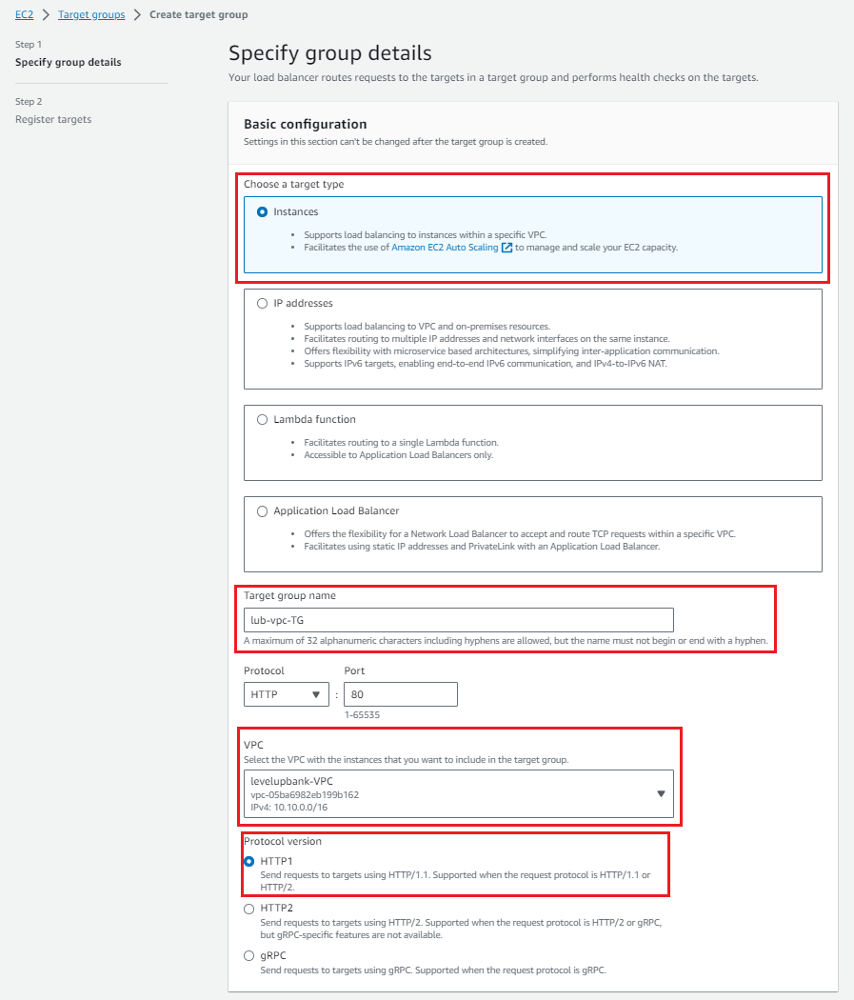 EC2 > Target groups > Create target group
Step 1
Specify group details
Step 2
Register targets
Specify group details
Your load balancer routes requests to the targets in a target group and performs health checks on the targets.
Basic configuration
Settings in this section can't be changed after the target group is created.
Choose a target type
Instances
• Supports load balancing to instances within a specific VPC.
• Facilitates the use of Amazon EC2 Auto Scaling to manage and scale your EC2 capacity.
IP addresses
• Supports load balancing to VPC and on-premises resources.
• Facilitates routing to multiple IP addresses and network interfaces on the same instance.
• Offers flexibility with microservice based architectures, simplifying inter-application communication.
• Supports IPv6 targets, enabling end-to-end IPv6 communication, and IPv4-to-IPv6 NAT.
Lambda function
• Facilitates routing to a single Lambda function.
• Accessible to Application Load Balancers only.
Application Load Balancer
• Offers the flexibility for a Network Load Balancer to accept and route TCP requests within a specific VPC.
• Facilitates using static IP addresses and PrivateLink with an Application Load Balancer.
Target group name
lub-vpc-TG
A maximum of 32 alphanumeric characters including hyphens are allowed, but the name must not begin or end with a hyphen.
Protocol Port
HTTP : 80
1-65535
VPC
Select the VPC with the instances that you want to include in the target group.
levelupbank-VPC
vpc-05ba6982eb199b162
IPv4: 10.10.0.0/16
Protocol version
HTTP1
Send requests to targets using HTTP/1.1. Supported when the request protocol is HTTP/1.1 or
HTTP/2.
HTTP2
Send requests to targets using HTTP/2. Supported when the request protocol is HTTP/2 or gRPC,
but gRPC-specific features are not available.
gRPC
Send requests to targets using gRPC. Supported when the request protocol is gRPC.